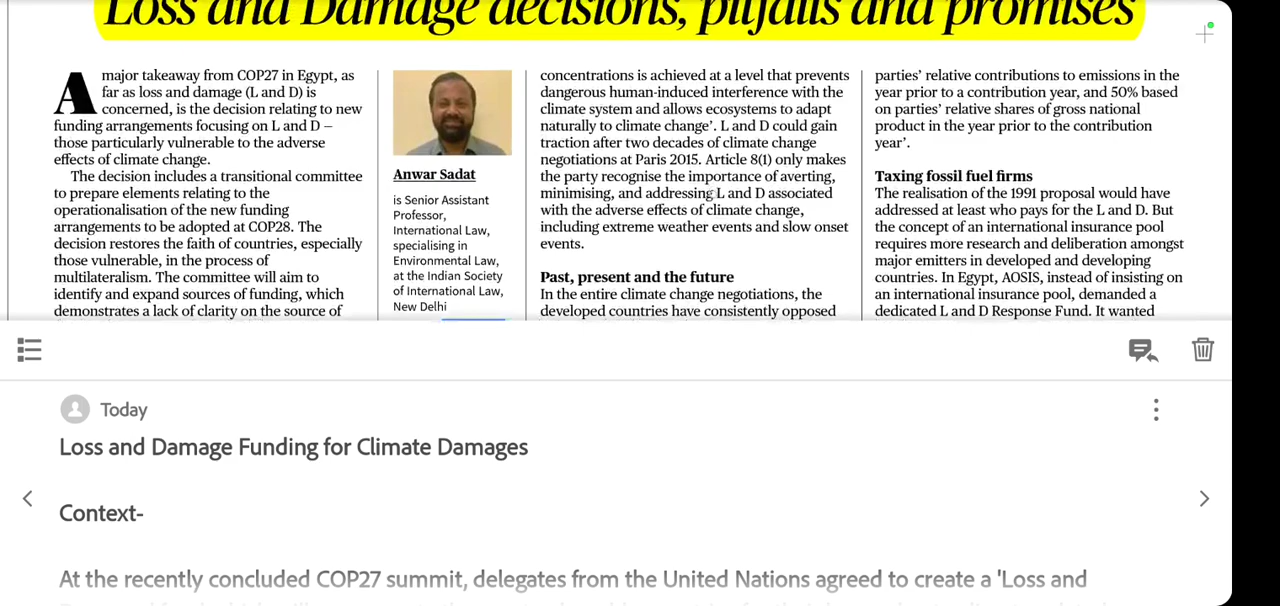 Loss and Damage decisions, pitfalls and promises
A major takeaway from COP27 in Egypt, as
far as loss and damage (L and D) is
concerned, is the decision relating to new
funding arrangements focusing on L and D —
those particularly vulnerable to the adverse
effects of climate change.
The decision includes a transitional committee
to prepare elements relating to the
operationalisation of the new funding
arrangements to be adopted at COP28. The
decision restores the faith of countries, especially
those vulnerable, in the process of
multilateralism. The committee will aim to
identify and expand sources of funding, which
demonstrates a lack of clarity on the source of
Anwar Sadat
is Senior Assistant
Professor,
International Law,
specialising in
Environmental Law,
at the Indian Society
of International Law,
New Delhi
concentrations is achieved at a level that prevents
dangerous human-induced interference with the
climate system and allows ecosystems to adapt
naturally to climate change’. L and D could gain
traction after two decades of climate change
negotiations at Paris 2015. Article 8(1) only makes
the party recognise the importance of averting,
minimising, and addressing L and D associated
with the adverse effects of climate change,
including extreme weather events and slow onset
events.
Past, present and the future
In the entire climate change negotiations, the
developed countries have consistently opposed
parties’ relative contributions to emissions in the
year prior to a contribution year, and 50% based
on parties’ relative shares of gross national
product in the year prior to the contribution
year’.
Taxing fossil fuel firms
The realisation of the 1991 proposal would have
addressed at least who pays for the L and D. But
the concept of an international insurance pool
requires more research and deliberation amongst
major emitters in developed and developing
countries. In Egypt, AOSIS, instead of insisting on
an international insurance pool, demanded a
dedicated L and D Response Fund. It wanted
Today
Loss and Damage Funding for Climate Damages
Context-
At the recently concluded COP27 summit, delegates from the United Nations agreed to create a 'Loss and